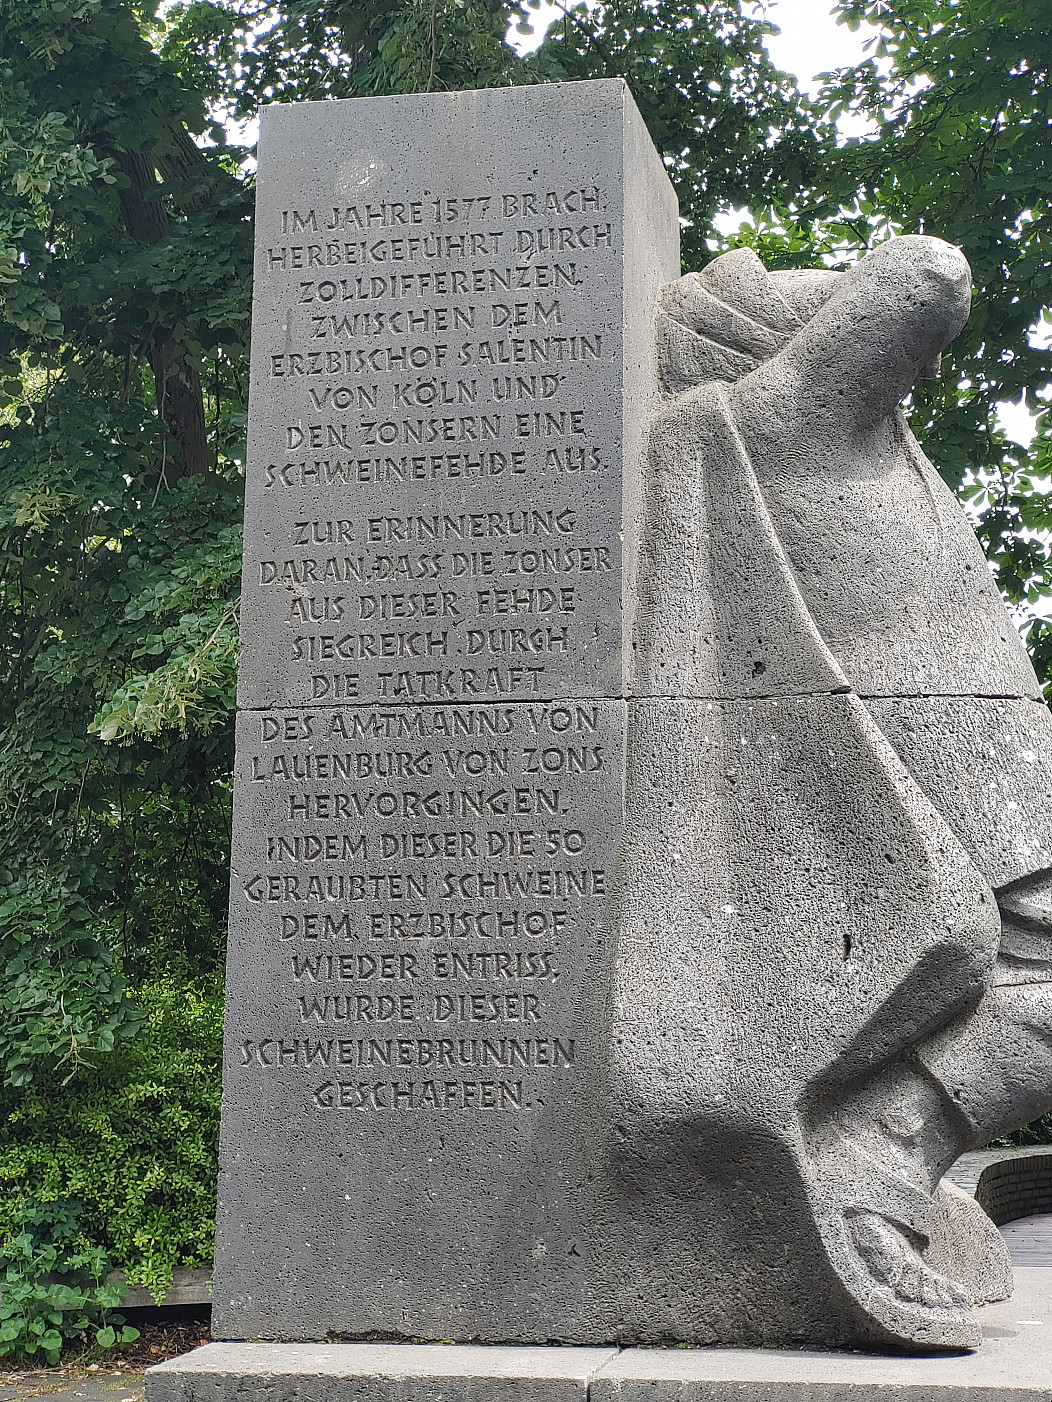 IM JAHRE 1577 BRACH,
HERBEIGEFÜHRT DURCH
ZOLLDIFFERENZEN,
ZWISCHEN DEM
ERZBISCHOF SALENTIN
VON KÖLN UND
DEN ZONSERN EINE
SCHWEINEFEHDE AUS.
ZUR ERINNERUNG
DARAN, DASS DIE ZONSER
AUS DIESER FEHDE
SIEGREICH DURCH
DIE TATKRAFT
DES AMTMANNS VON
LAUENBURG VON ZONS
HERVORGINGEN,
INDEM DIESER DIE 50
GERAUBTEN SCHWEINE
DEM ERZBISCHOF
WIEDER ENTRISS,
WURDE DIESER
SCHWEINEBRUNNEN
GESCHAFFEN.